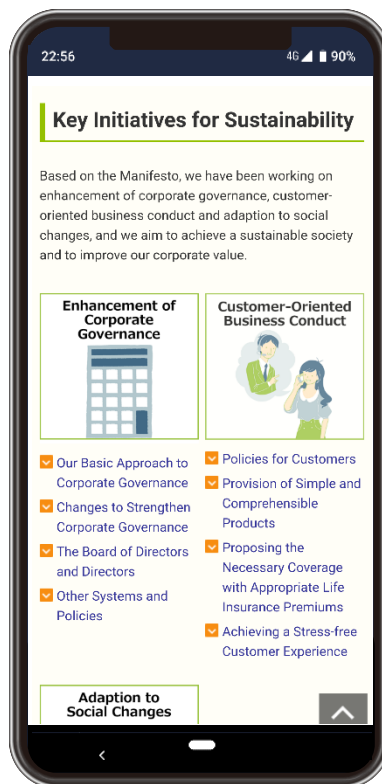 22:56
4G
90%
Key Initiatives for Sustainability
Based on the Manifesto, we have been working on
enhancement of corporate governance, customer-
oriented business conduct and adaption to social
changes, and we aim to achieve a sustainable society
and to improve our corporate value.
Enhancement of
Corporate
Governance
Our Basic Approach to
Corporate Governance
Changes to Strengthen
Corporate Governance
The Board of Directors
and Directors
Other Systems and
Policies
Customer-Oriented
Business Conduct
Policies for Customers
Provision of Simple and
Comprehensible
Products
Proposing the
Necessary Coverage
with Appropriate Life
Insurance Premiums
Achieving a Stress-free
Customer Experience
Adaption to
Social Changes